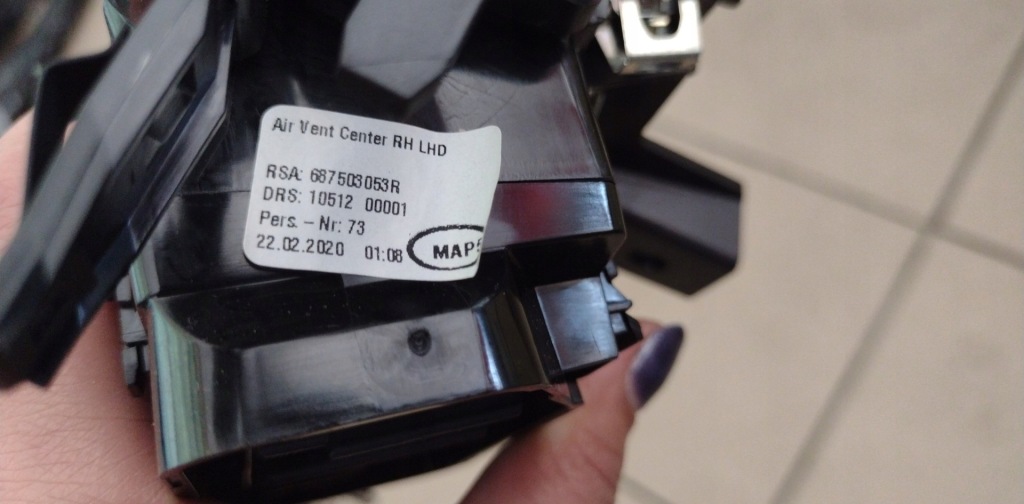 Air Vent Center RH LHD
RSA: 687503053R
DRS: 10512 00001
Pers. – Nr: 73
22.02.2020 01:08